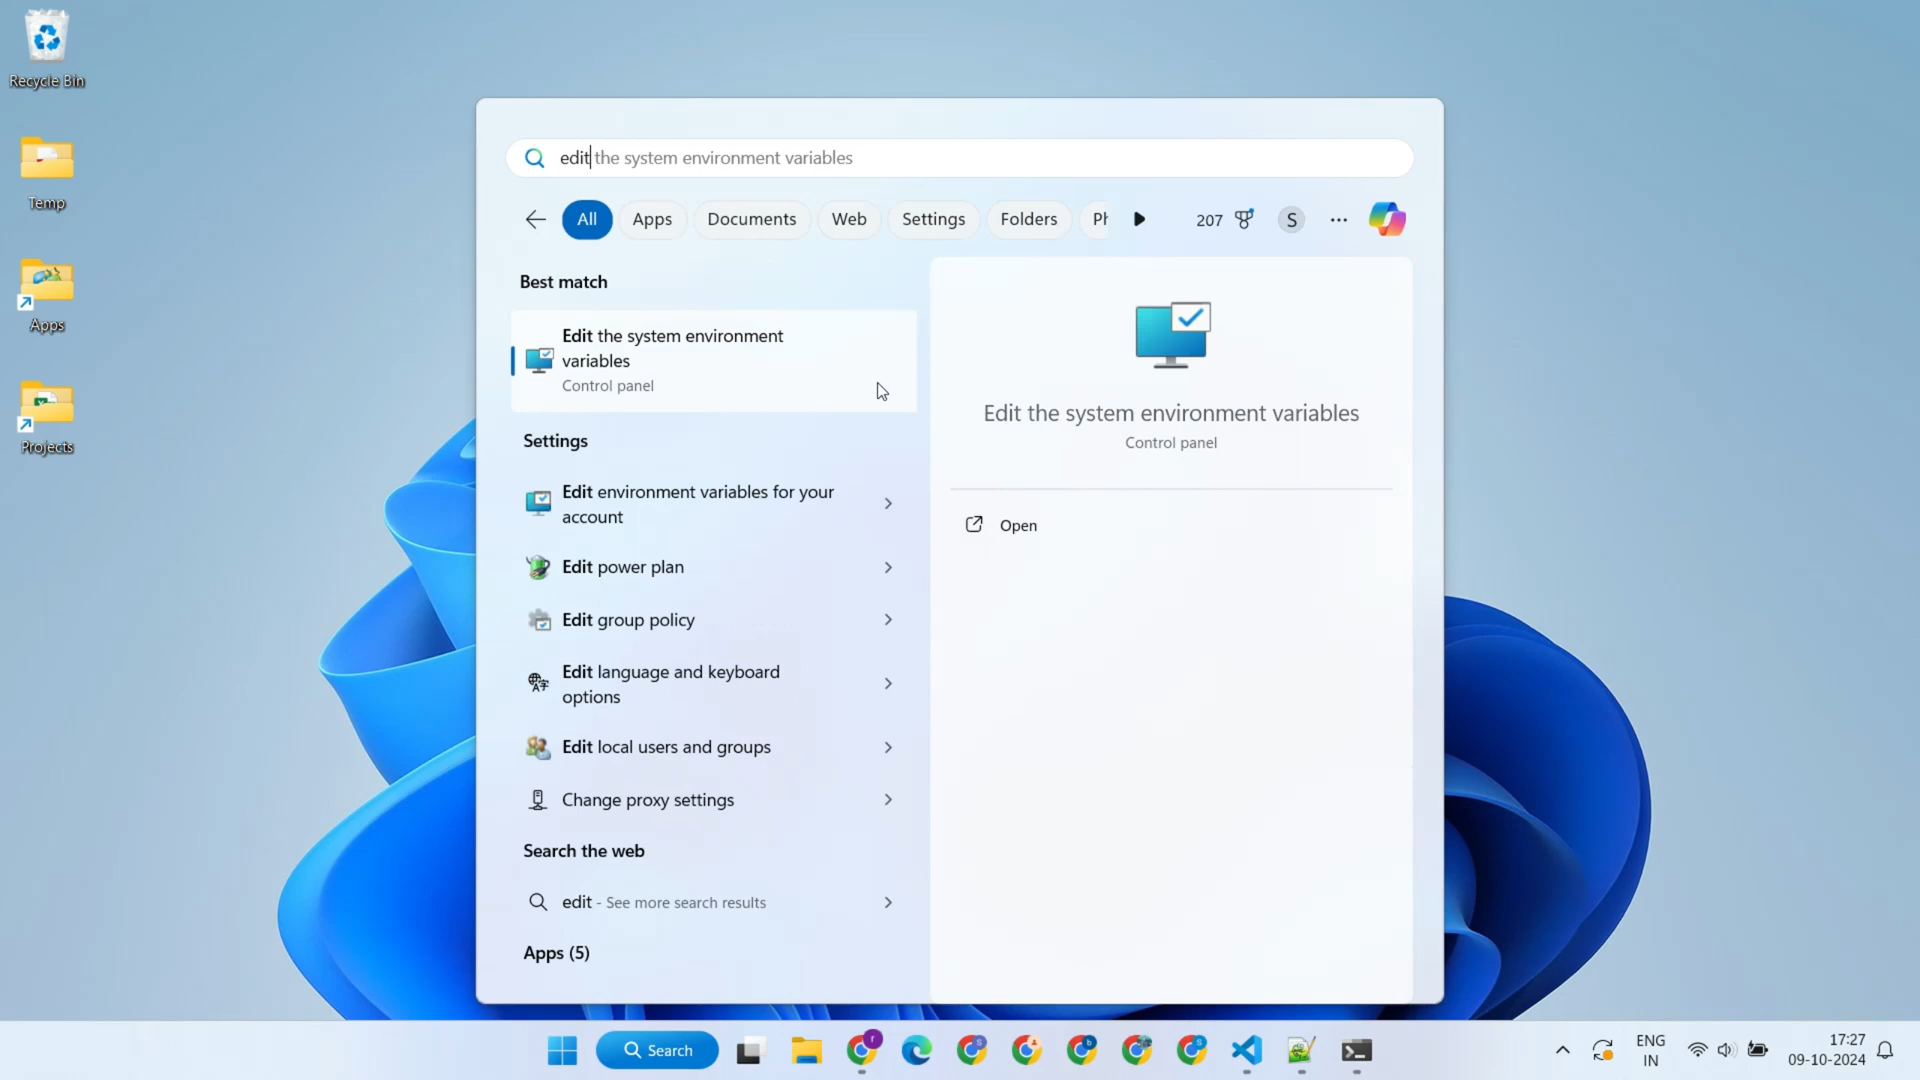 Recycle Bin
Temp
Apps
Projects
edit the system environment variables
All
Apps
Documents
Web
Settings
Folders
Ph
207
S
Best match
Edit the system environment
variables
Control panel
Settings
Edit environment variables for your
account
Edit power plan
Edit group policy
Edit language and keyboard
options
Edit local users and groups
Change proxy settings
Search the web
edit - See more search results
Apps (5)
Edit the system environment variables
Control panel
Open
Search
ENG
IN
17:27
09-10-2024